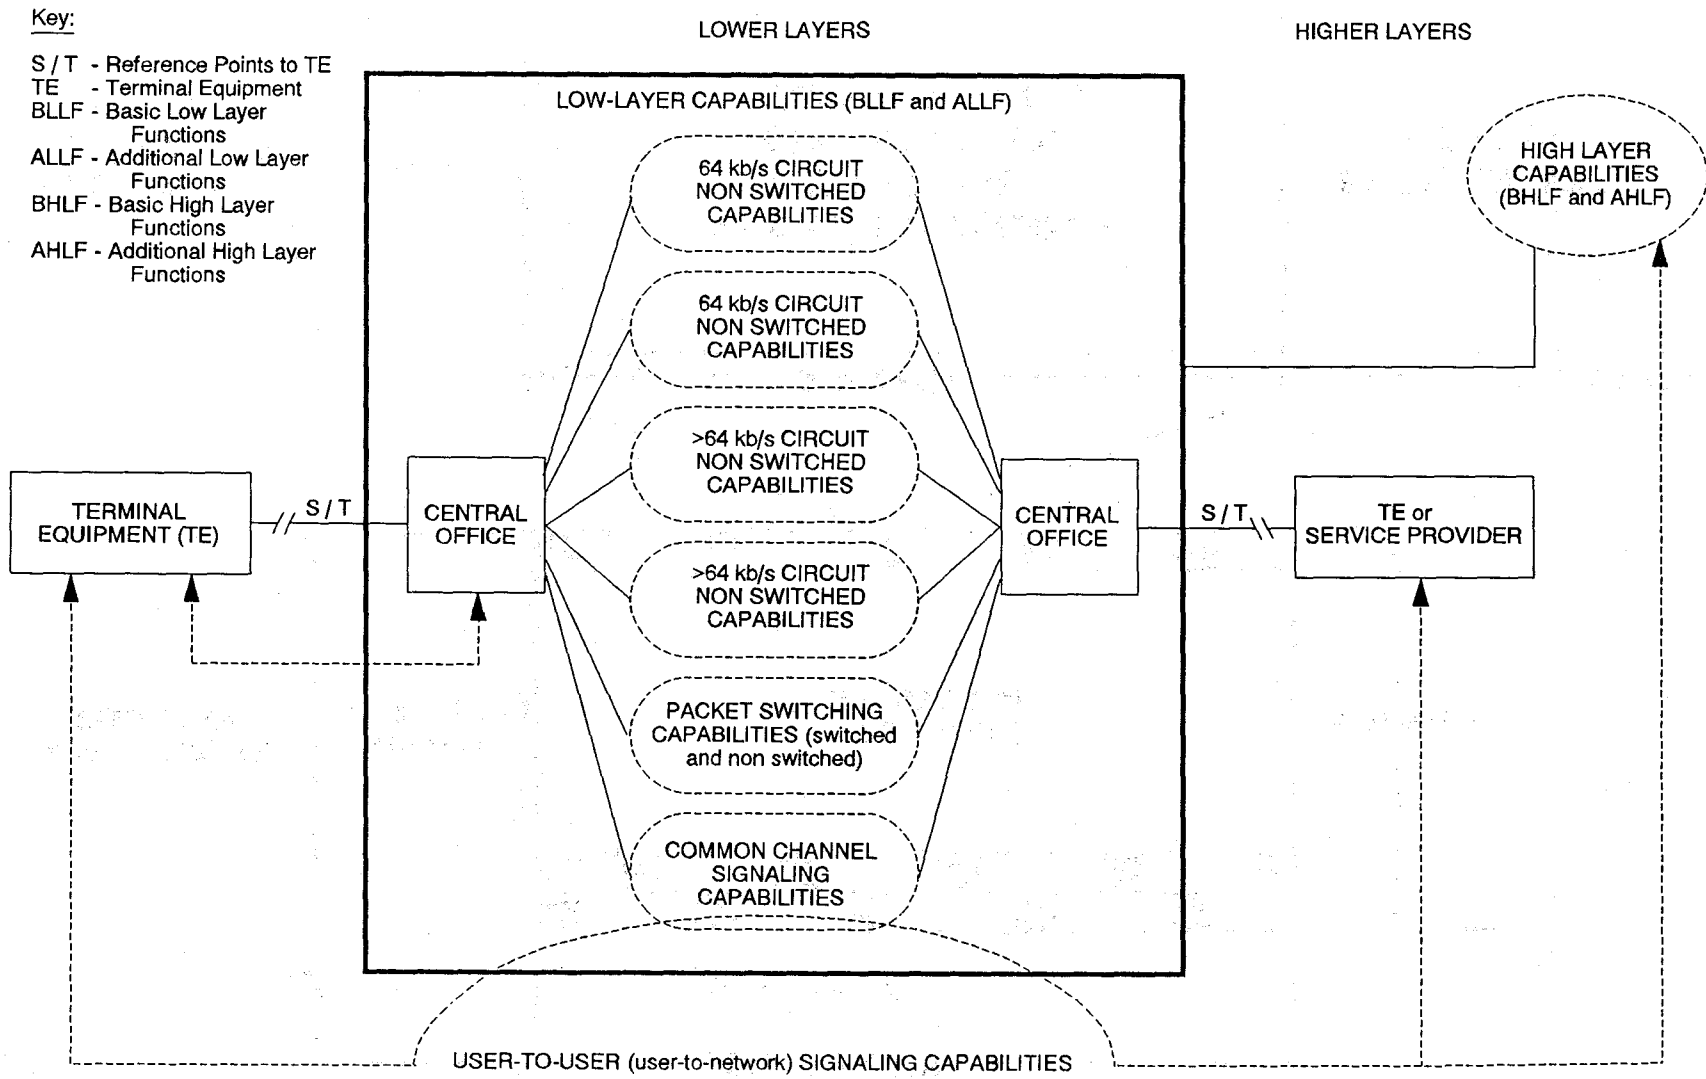 Key:
S / T - Reference Points to TE
TE - Terminal Equipment
BLLF - Basic Low Layer
Functions
ALLF - Additional Low Layer
Functions
BHLF - Basic High Layer
Functions
AHLF - Additional High Layer
Functions
LOWER LAYERS
HIGHER LAYERS
LOW-LAYER CAPABILITIES (BLLF and ALLF)
64 kb/s CIRCUIT
NON SWITCHED
CAPABILITIES
64 kb/s CIRCUIT
NON SWITCHED
CAPABILITIES
>64 kb/s CIRCUIT
NON SWITCHED
CAPABILITIES
>64 kb/s CIRCUIT
NON SWITCHED
CAPABILITIES
PACKET SWITCHING
CAPABILITIES (switched
and non switched)
COMMON CHANNEL
SIGNALING
CAPABILITIES
HIGH LAYER
CAPABILITIES
(BHLF and AHLF)
TERMINAL
EQUIPMENT (TE)
S / T
CENTRAL
OFFICE
CENTRAL
OFFICE
S / T
TE or
SERVICE PROVIDER
USER-TO-USER (user-to-network) SIGNALING CAPABILITIES